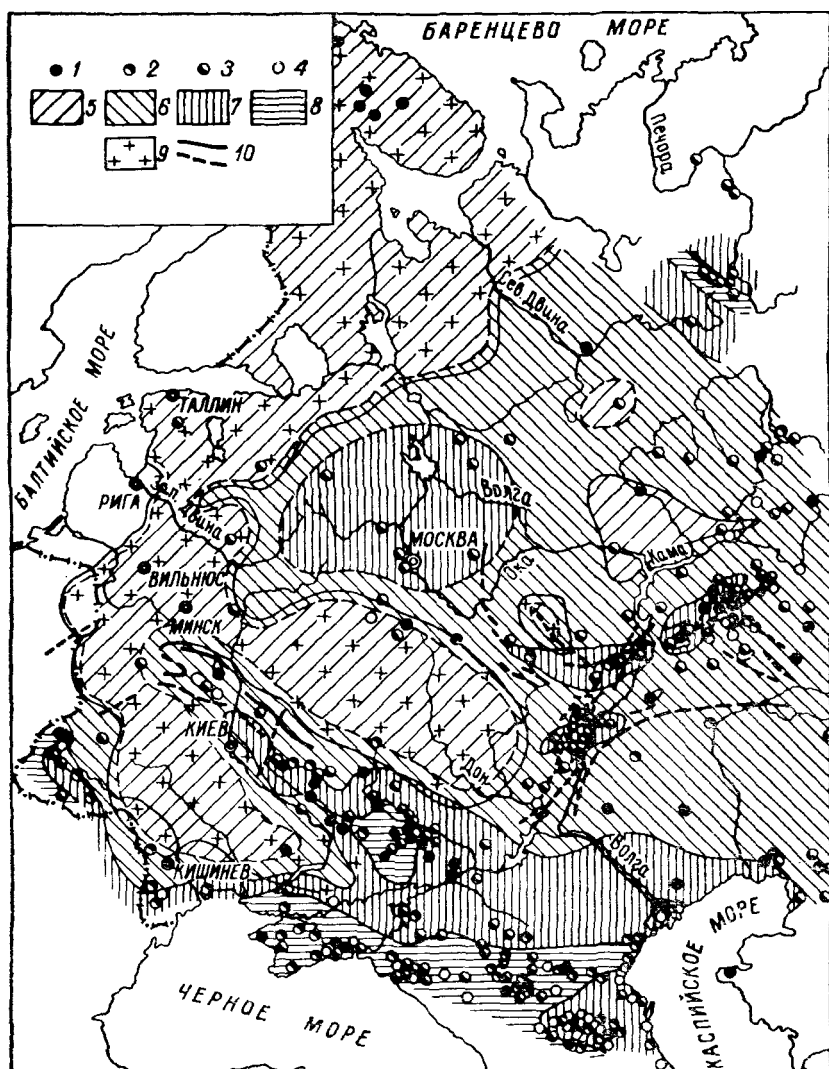 БАРЕНЦЕВО МОРЕ
1 2 3 4
5 6 7 8
9 10
Печора
Сев. Двина
БАЛТИЙСКОЕ МОРЕ
ТАЛЛИН
РИГА
Зап. Двина
Волга
МОСКВА
Ока
Кама
ВИЛЬНЮС
МИНСК
КИЕВ
Дон
Волга
КИШИНЕВ
ЧЕРНОЕ МОРЕ
КАСПИЙСКОЕ МОРЕ